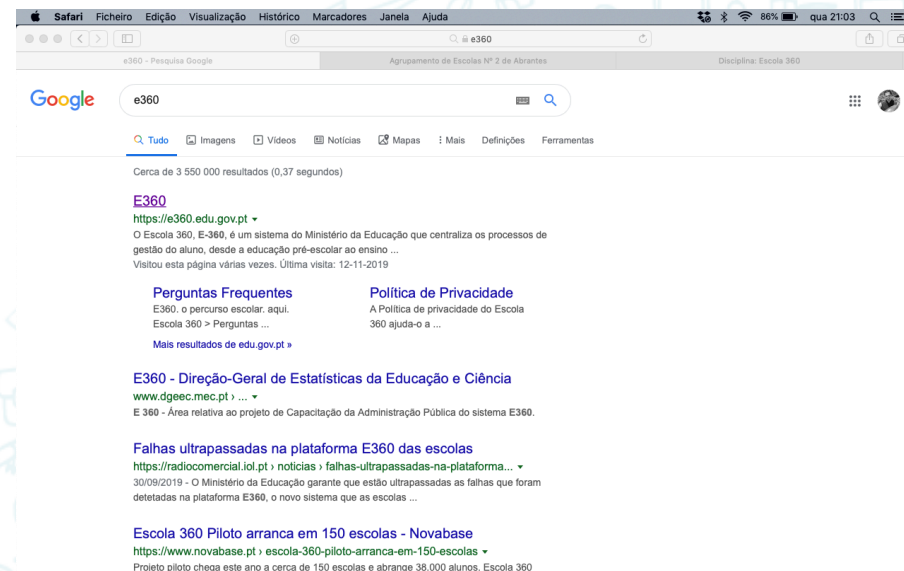 Safari Ficheiro Edição Visualização Histórico Marcadores Janela Ajuda 86% qua 21:03
e360
e360 - Pesquisa Google Agrupamento de Escolas Nº 2 de Abrantes Disciplina: Escola 360
Google e360
Tudo Imagens Vídeos Notícias Mapas Mais Definições Ferramentas
Cerca de 3 550 000 resultados (0,37 segundos)
E360
https://e360.edu.gov.pt
O Escola 360, E-360, é um sistema do Ministério da Educação que centraliza os processos de
gestão do aluno, desde a educação pré-escolar ao ensino ...
Visitou esta página várias vezes. Última visita: 12-11-2019
Perguntas Frequentes
E360. o percurso escolar. aqui.
Escola 360 > Perguntas ...
Política de Privacidade
A Política de privacidade do Escola
360 ajuda-o a ...
Mais resultados de edu.gov.pt »
E360 - Direção-Geral de Estatísticas da Educação e Ciência
www.dgeec.mec.pt › ...
E 360 - Área relativa ao projeto de Capacitação da Administração Pública do sistema E360.
Falhas ultrapassadas na plataforma E360 das escolas
https://radiocomercial.iol.pt › noticias › falhas-ultrapassadas-na-plataforma...
30/09/2019 - O Ministério da Educação garante que estão ultrapassadas as falhas que foram
detetadas na plataforma E360, o novo sistema que as escolas ...
Escola 360 Piloto arranca em 150 escolas - Novabase
https://www.novabase.pt › escola-360-piloto-arranca-em-150-escolas
Projeto piloto chega este ano a cerca de 150 escolas e abrange 38.000 alunos. Escola 360